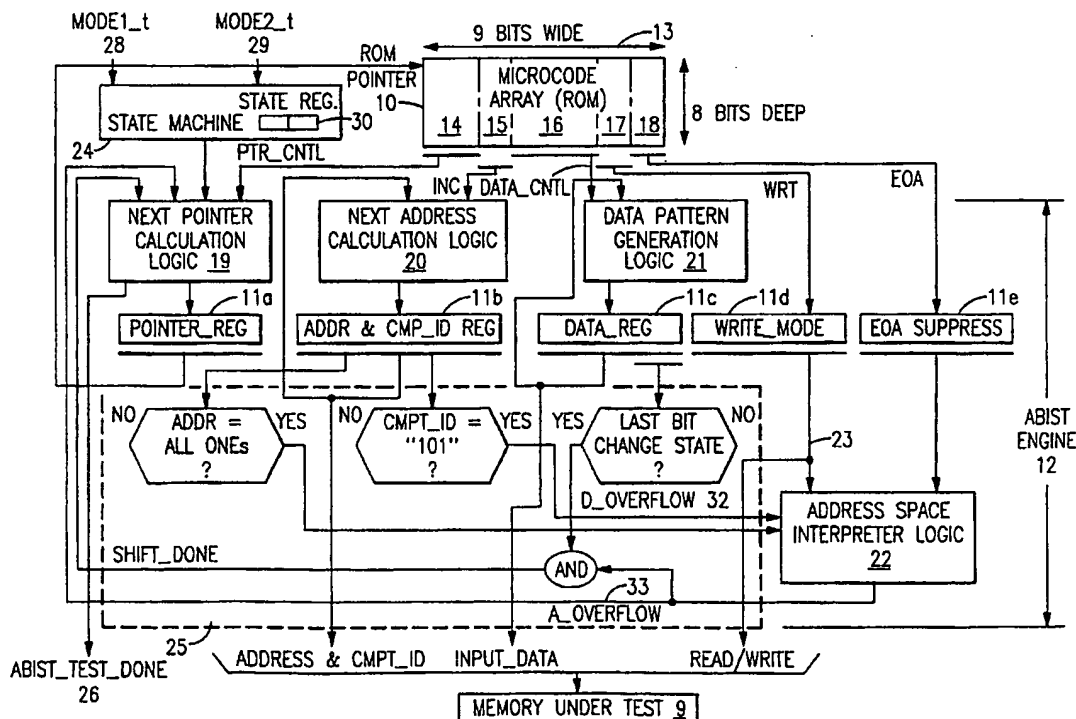 MODE1_t
28
MODE2_t
29
9 BITS WIDE
13
ROM
POINTER
10
MICROCODE
ARRAY (ROM)
14 15 16 17 18
8 BITS DEEP
STATE REG.
STATE MACHINE
30
24
PTR_CNTL
INC
DATA_CNTL
WRT
EOA
NEXT POINTER
CALCULATION
LOGIC 19
NEXT ADDRESS
CALCULATION LOGIC
20
DATA PATTERN
GENERATION
LOGIC 21
11a
POINTER_REG
11b
ADDR & CMP_ID REG
11c
DATA_REG
11d
WRITE_MODE
11e
EOA SUPPRESS
ABIST
ENGINE
12
NO
ADDR =
ALL ONEs
?
YES
NO
CMPT_ID =
"101"
?
YES
YES
LAST BIT
CHANGE STATE
?
NO
23
D_OVERFLOW 32
ADDRESS SPACE
INTERPRETER LOGIC
22
SHIFT_DONE
AND
33
A_OVERFLOW
25
ABIST_TEST_DONE
26
ADDRESS & CMPT_ID
INPUT_DATA
READ/WRITE
MEMORY UNDER TEST 9